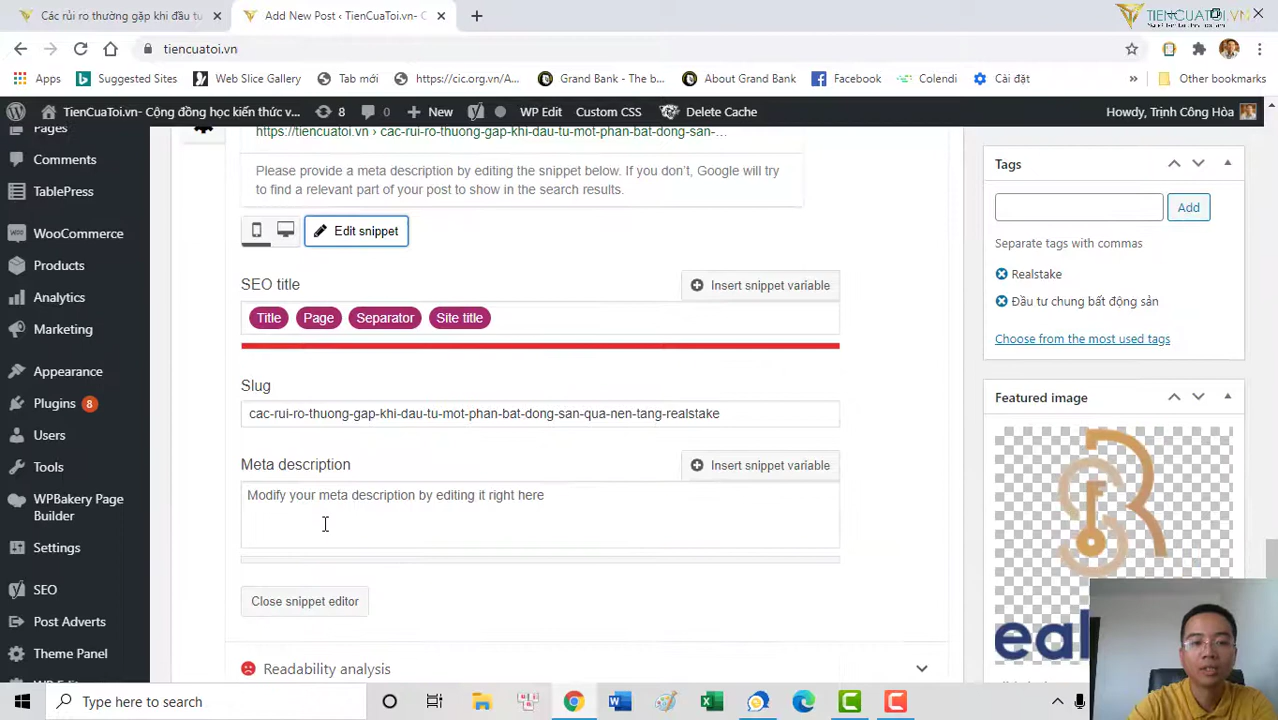 Các rủi ro thường gặp khi đầu tư
Add New Post ‹ TienCuaToi.vn- C
TIENCUATOI.VN
tiencuatoi.vn
Apps
Suggested Sites
Web Slice Gallery
Tab mới
https://cic.org.vn/A...
Grand Bank - The b...
About Grand Bank
Facebook
Colendi
Cài đặt
»
Other bookmarks
TienCuaToi.vn- Cộng đồng học kiến thức v...
8
0
New
WP Edit
Custom CSS
Delete Cache
Howdy, Trịnh Công Hòa
Pages
Comments
TablePress
WooCommerce
Products
Analytics
Marketing
Appearance
Plugins 8
Users
Tools
WPBakery Page
Builder
Settings
SEO
Post Adverts
Theme Panel
https://tiencuatoi.vn › cac-rui-ro-thuong-gap-khi-dau-tu-mot-phan-bat-dong-san-...
Please provide a meta description by editing the snippet below. If you don't, Google will try
to find a relevant part of your post to show in the search results.
Edit snippet
SEO title
Insert snippet variable
Title Page Separator Site title
Slug
cac-rui-ro-thuong-gap-khi-dau-tu-mot-phan-bat-dong-san-qua-nen-tang-realstake
Meta description
Insert snippet variable
Modify your meta description by editing it right here
Close snippet editor
Readability analysis
Tags
Add
Separate tags with commas
Realstake
Đầu tư chung bất động sản
Choose from the most used tags
Featured image
eal
Type here to search